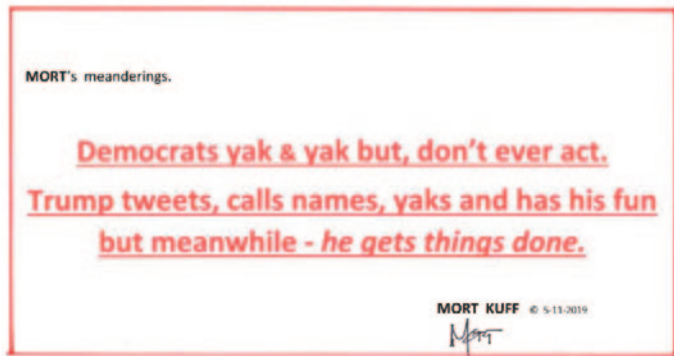 MORT's meanderings.
Democrats yak & yak but, don't ever act.
Trump tweets, calls names, yaks and has his fun
but meanwhile - he gets things done.
MORT KUFF © 5-11-2019
Mort